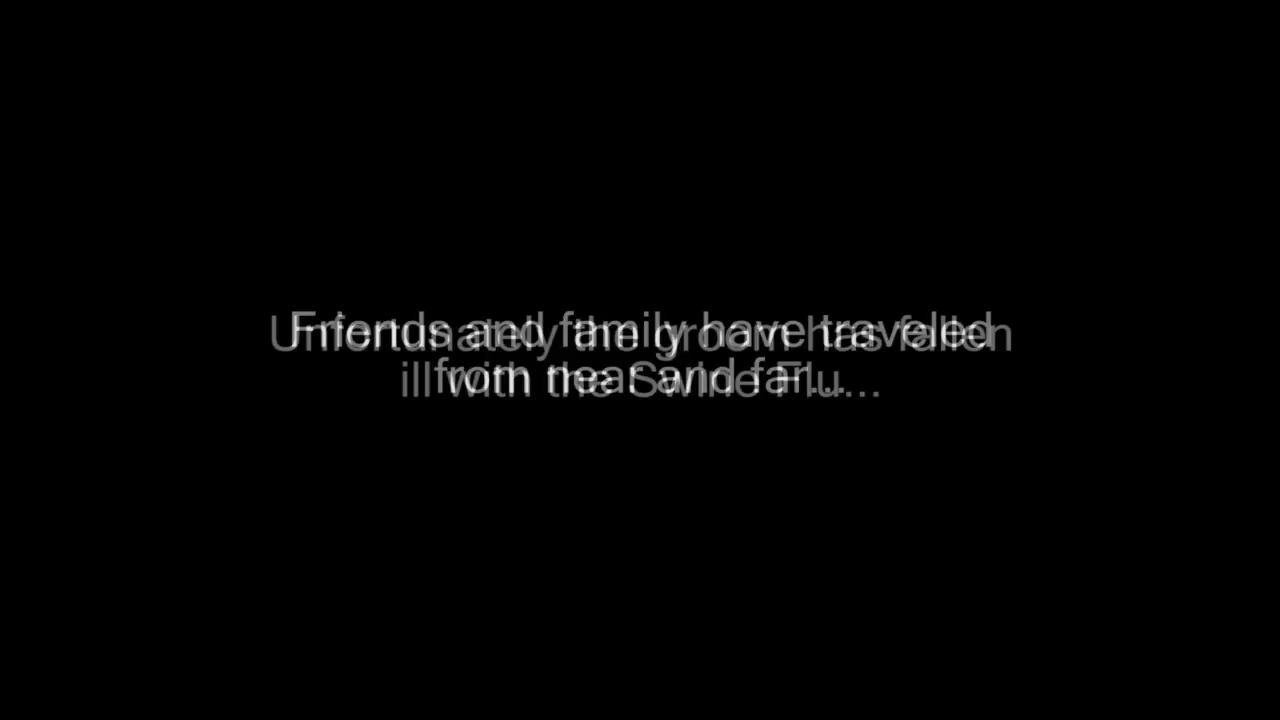 Friends and family have travelled
from near and far...
Unfortunately the groom has fallen
ill with the Swine Flu...